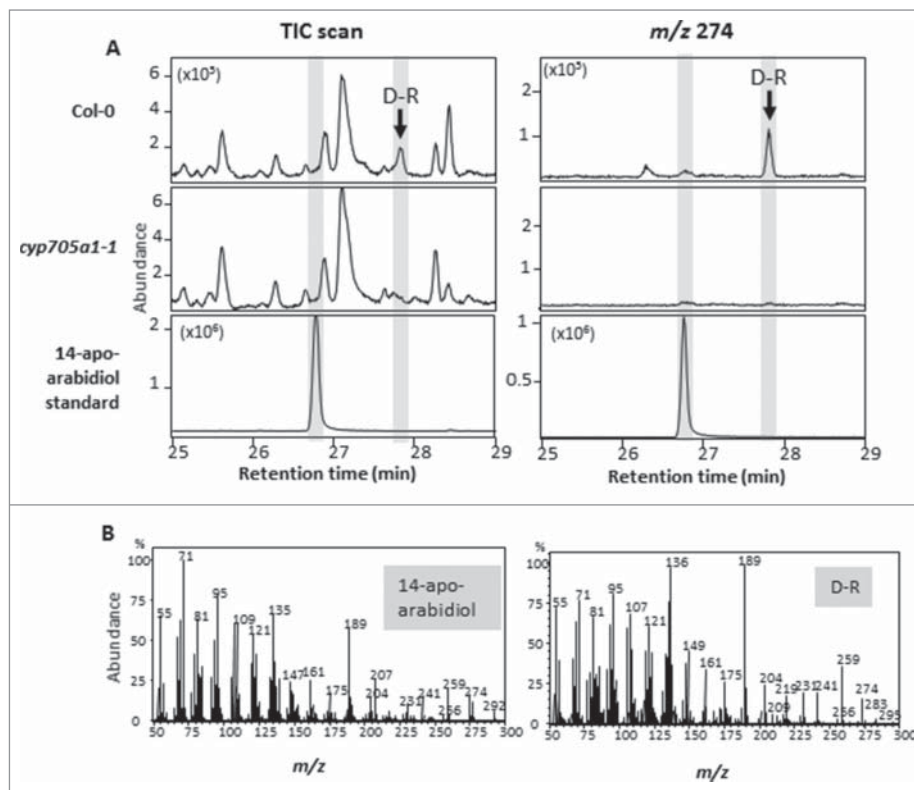 TIC scan
m/z 274
A
(x10⁵)
(x10⁵)
Col-0
6
4
2
D-R
2
1
D-R
cyp705a1-1
6
4
2
2
1
Abundance
14-apo-
arabidiol
standard
(x10⁶)
2
1
(x10⁶)
1
0.5
25 26 27 28 29
25 26 27 28 29
Retention time (min)
Retention time (min)
B
%
100
75
50
25
0
Abundance
14-apo-
arabidiol
55 71 81 95 109 121 135 147 161 175 189 204 207 231 241 256 259 274 292
50 75 100 125 150 175 200 225 250 275 300
m/z
%
100
75
50
25
0
D-R
55 71 81 95 107 121 136 149 161 175 189 204 209 219 231 241 256 259 274 283 295
50 75 100 125 150 175 200 225 250 275 300
m/z